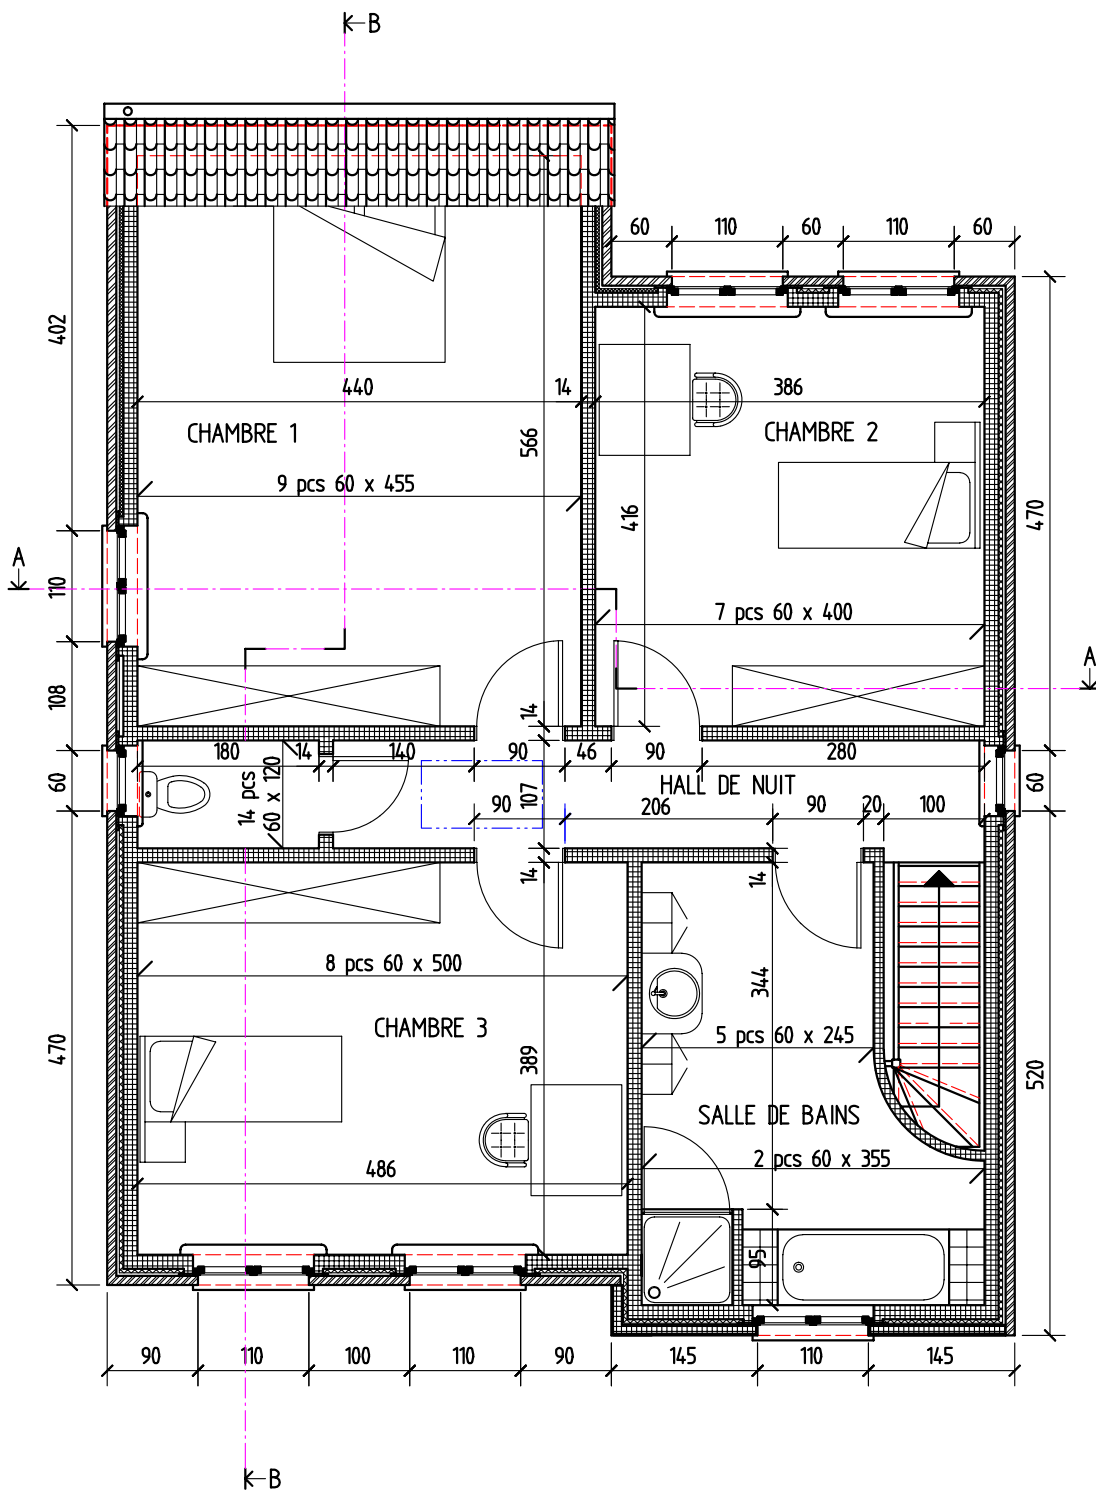 B
60 110 60 110 60
402
440 14 386
CHAMBRE 1
CHAMBRE 2
566
9 pcs 60 x 455
416
470
A
110
7 pcs 60 x 400
A
108
14
180 14 140 90 46 90 280
60
14 pcs
60 x 120
107
HALL DE NUIT
60
90 206 90 20 100
14
14
8 pcs 60 x 500
344
CHAMBRE 3
5 pcs 60 x 245
470
389
520
SALLE DE BAINS
486
2 pcs 60 x 355
95
90 110 100 110 90 145 110 145
B